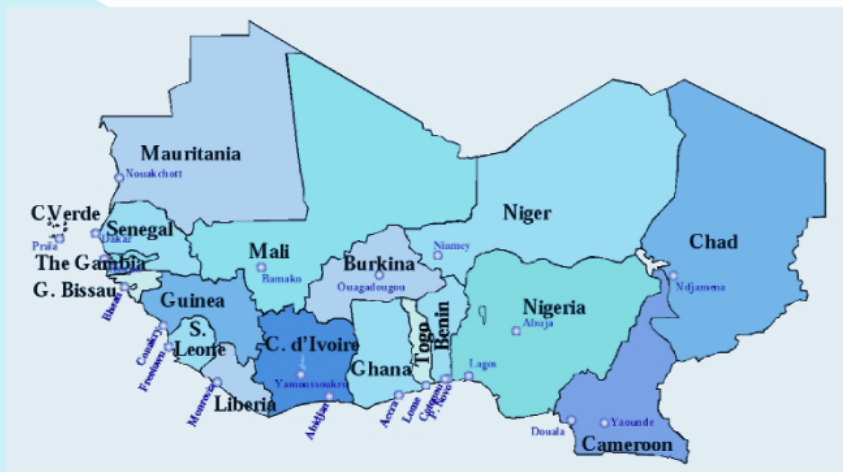 Mauritania
Nouakchott
C.Verde
Praia
Dakar
Senegal
The Gambia
G. Bissau
Bissau
Mali
Bamako
Burkina
Ouagadougou
Niger
Niamey
Chad
Ndjamena
Guinea
Conakry
S.
Leone
Freetown
Liberia
Monrovia
C. d'Ivoire
Yamoussoukro
Abidjan
Ghana
Accra
Togo
Lome
Benin
P. Novo
Nigeria
Abuja
Lagos
Douala
Yaounde
Cameroon